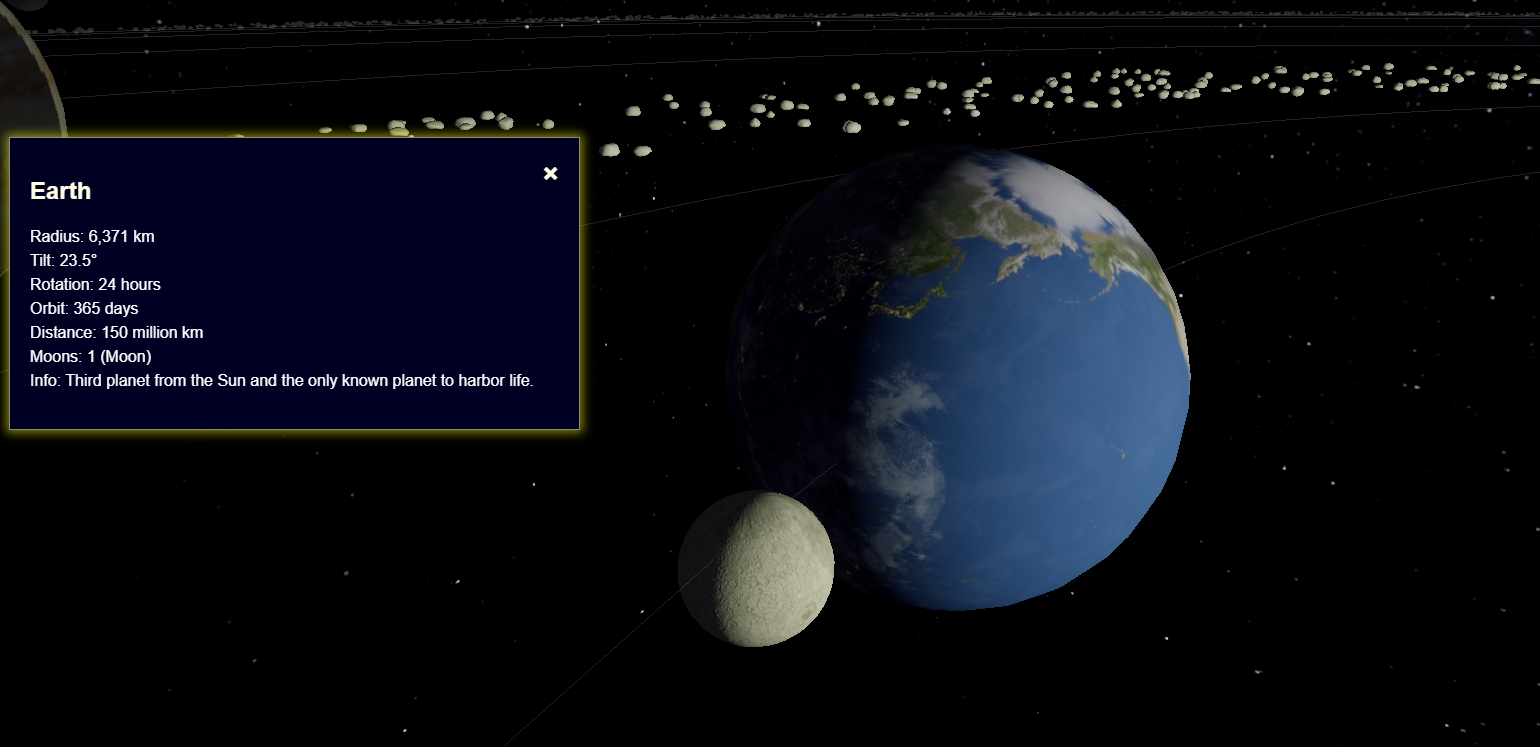 Earth
Radius: 6,371 km
Tilt: 23.5°
Rotation: 24 hours
Orbit: 365 days
Distance: 150 million km
Moons: 1 (Moon)
Info: Third planet from the Sun and the only known planet to harbor life.